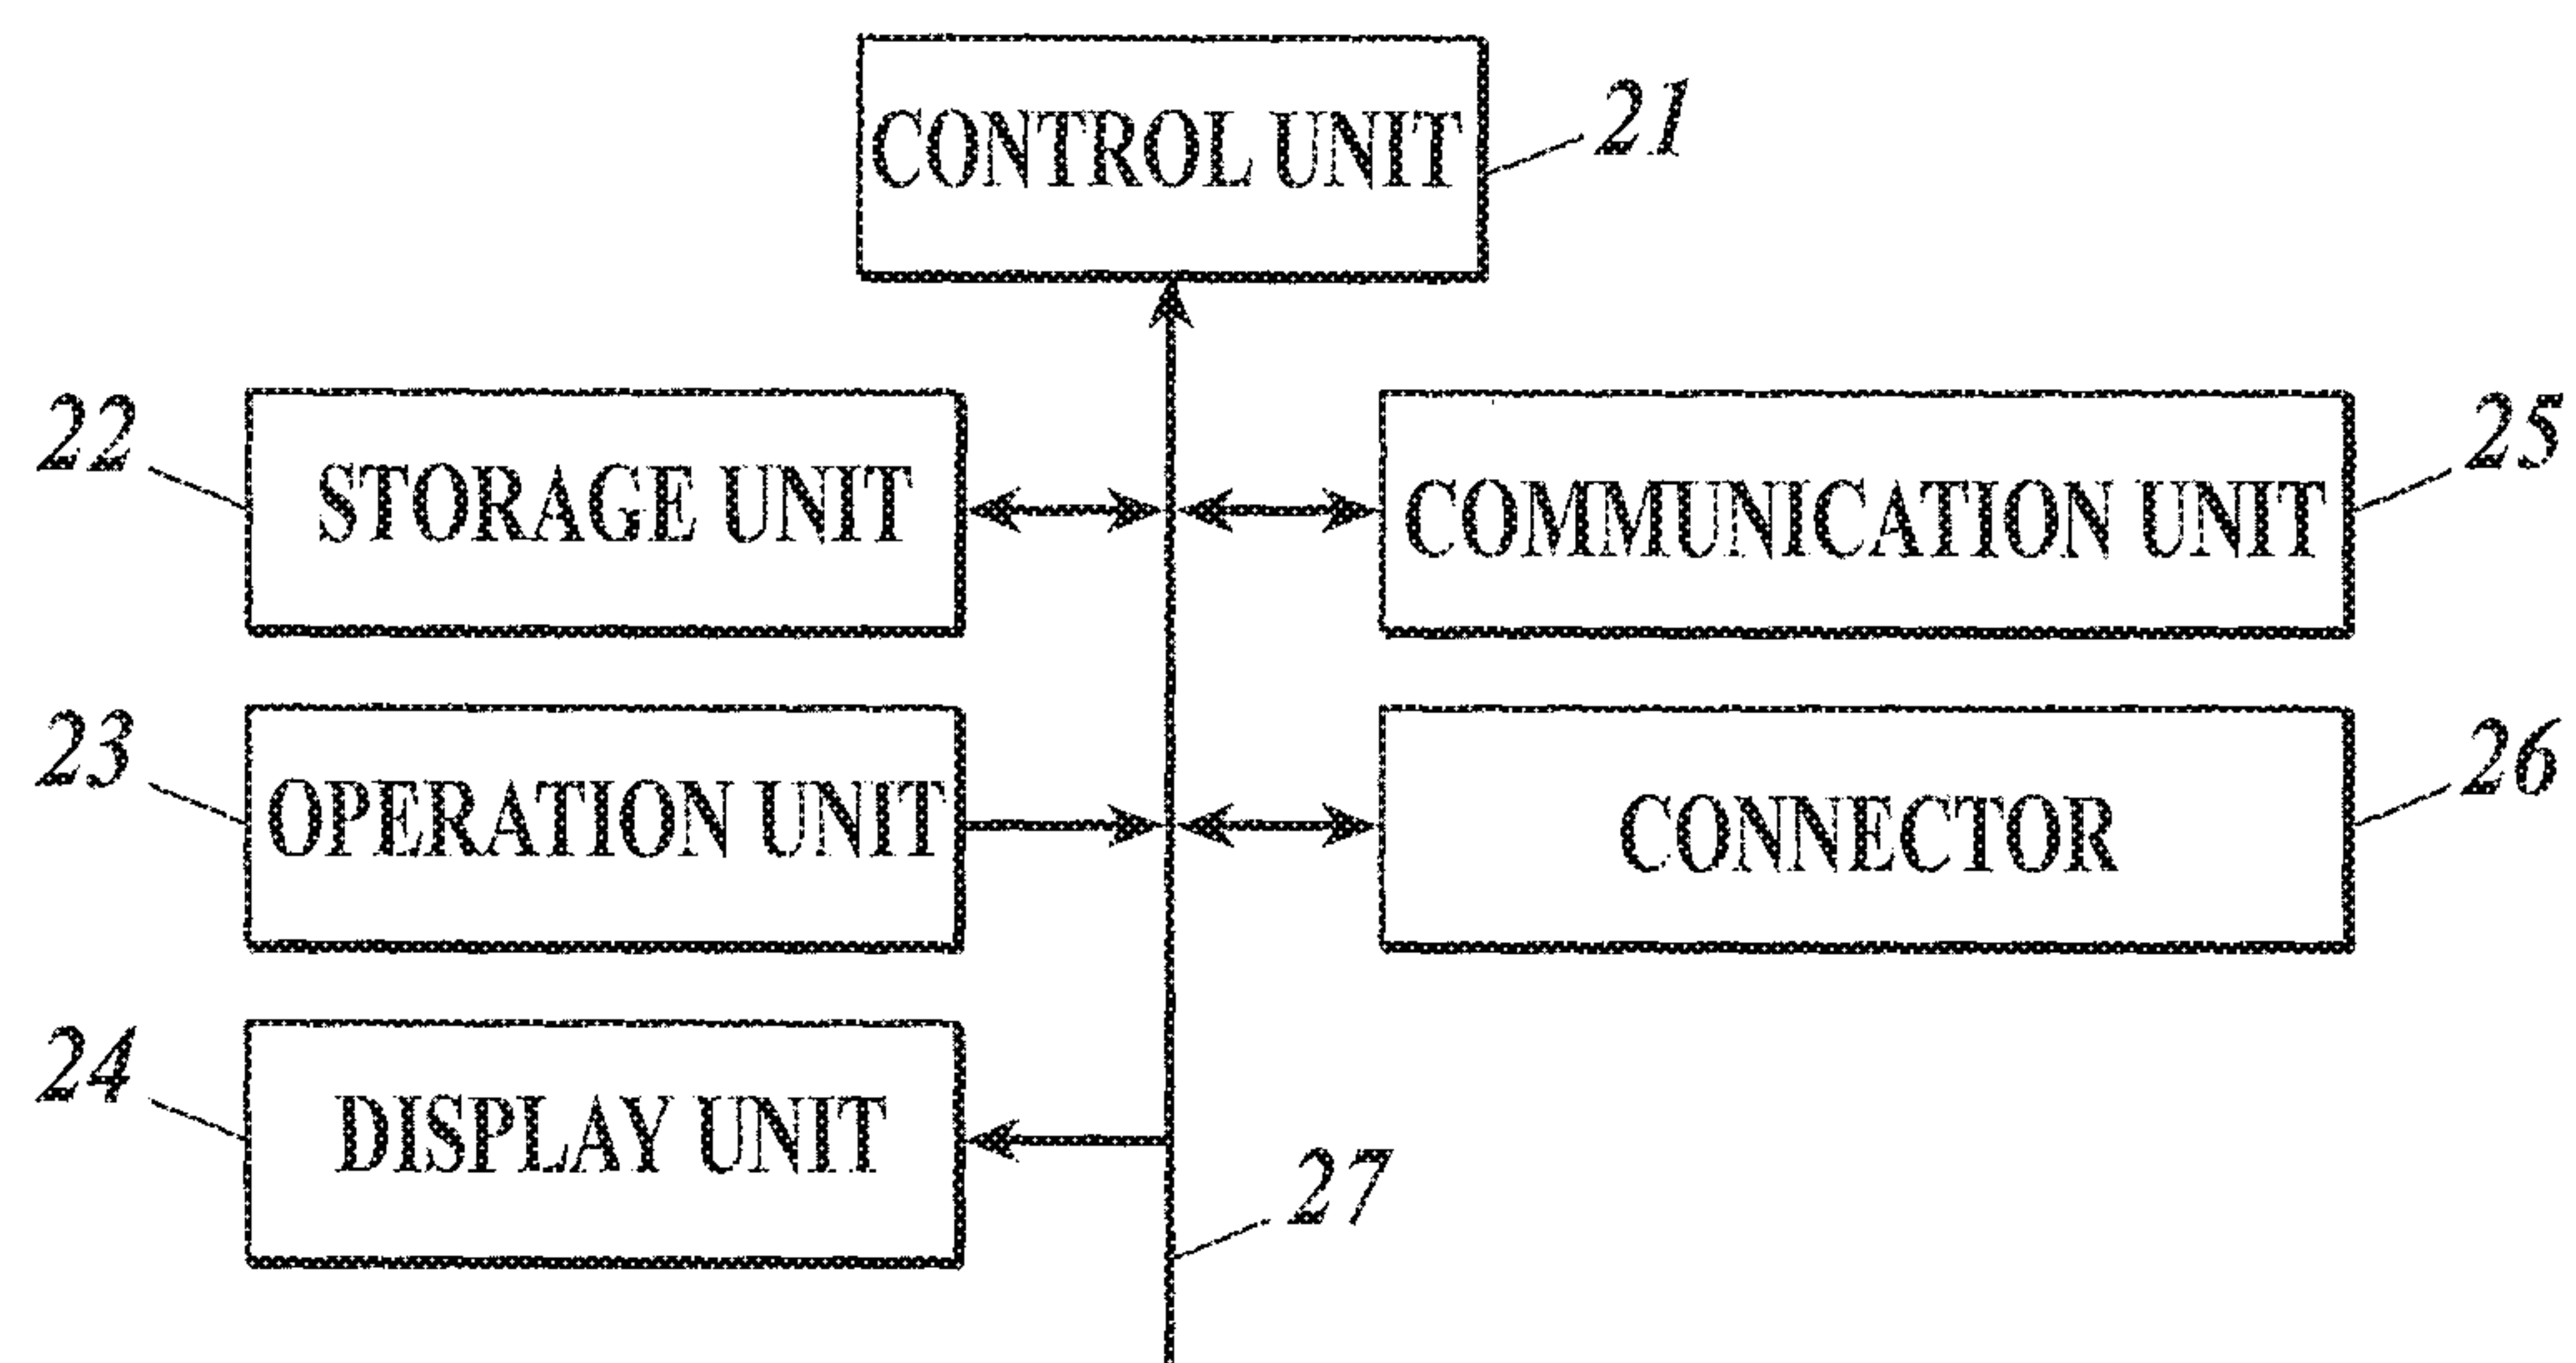 CONTROL UNIT
21
22
STORAGE UNIT
COMMUNICATION UNIT
25
23
OPERATION UNIT
CONNECTOR
26
24
DISPLAY UNIT
27